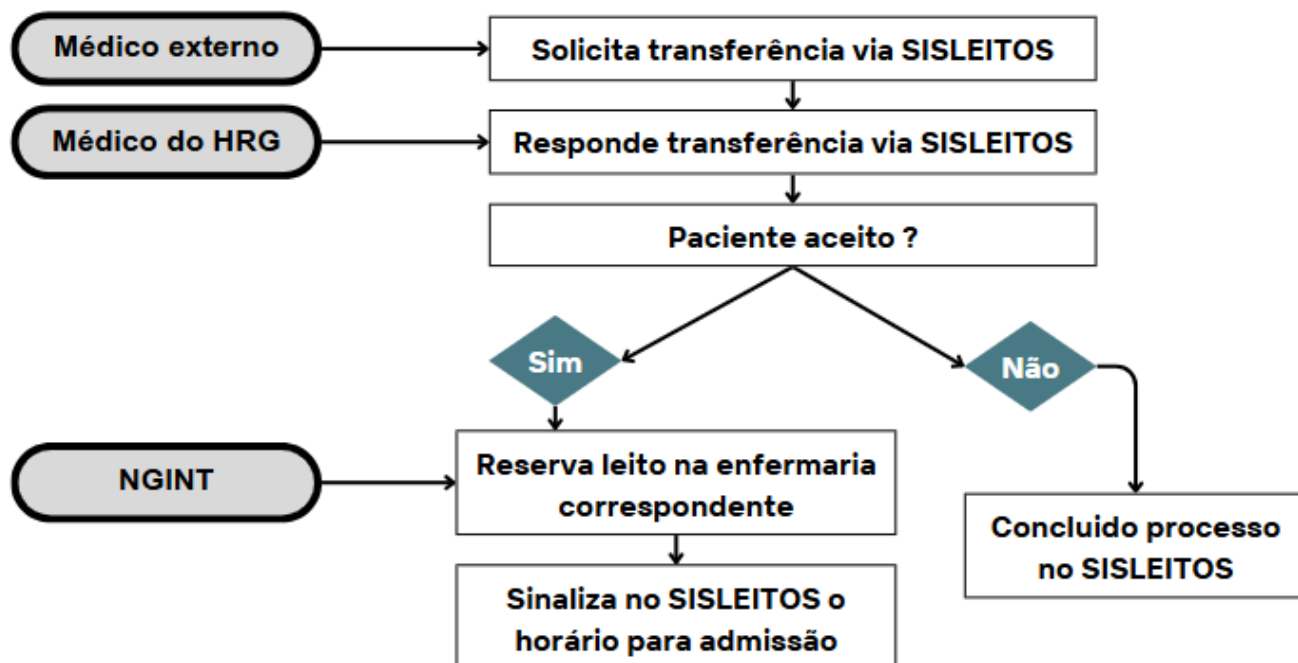 Médico externo
Solicita transferência via SISLEITOS
Médico do HRG
Responde transferência via SISLEITOS
Paciente aceito ?
Sim
Não
NGINT
Reserva leito na enfermaria
correspondente
Concluido processo
no SISLEITOS
Sinaliza no SISLEITOS o
horário para admissão